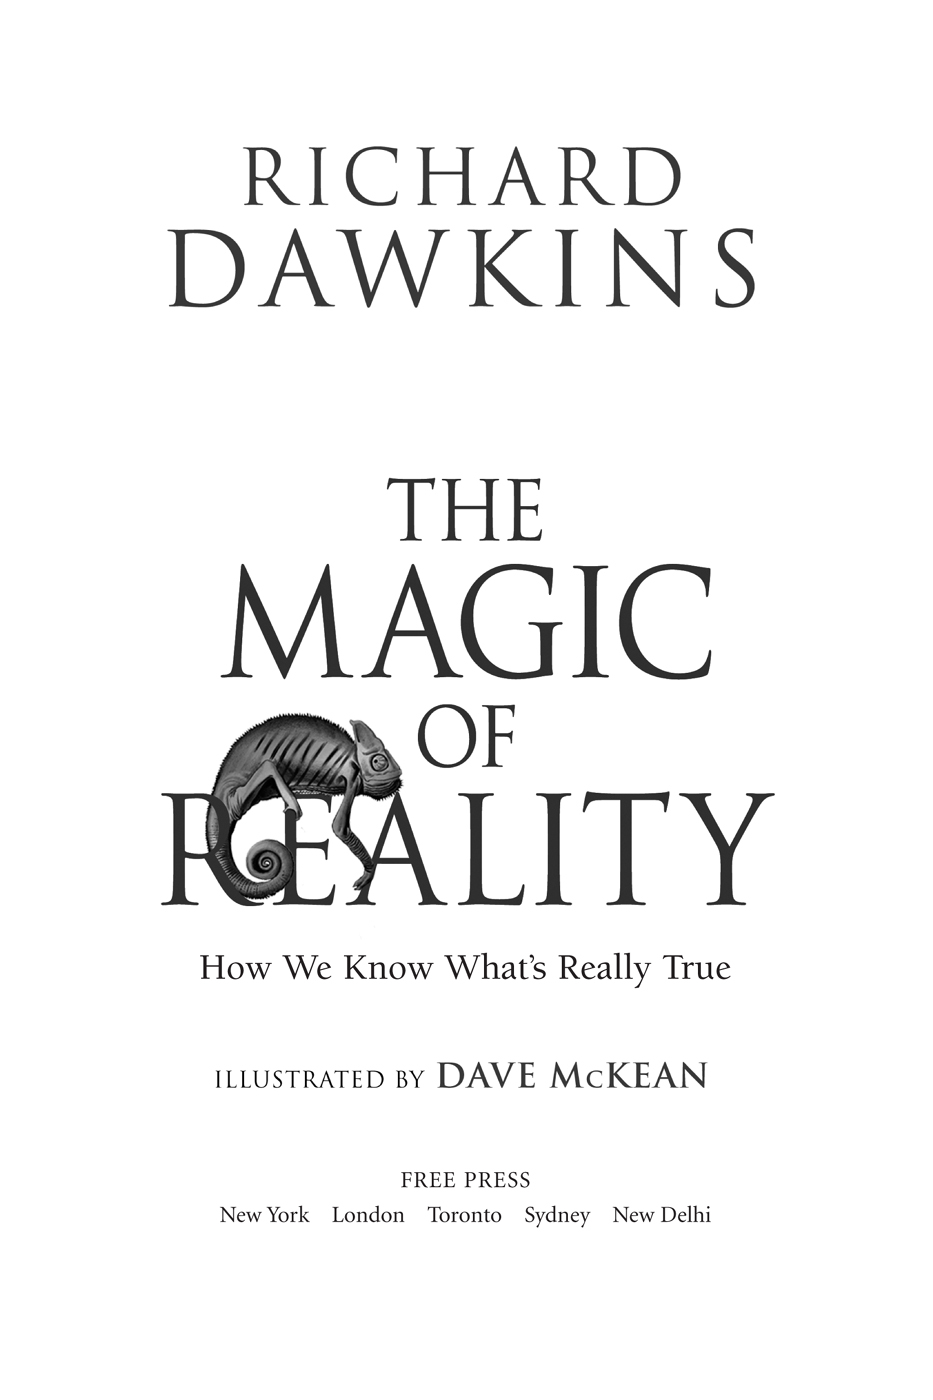 RICHARD
DAWKINS
THE
MAGIC
OF
REALITY
How We Know What's Really True
ILLUSTRATED BY DAVE McKEAN
FREE PRESS
New York London Toronto Sydney New Delhi